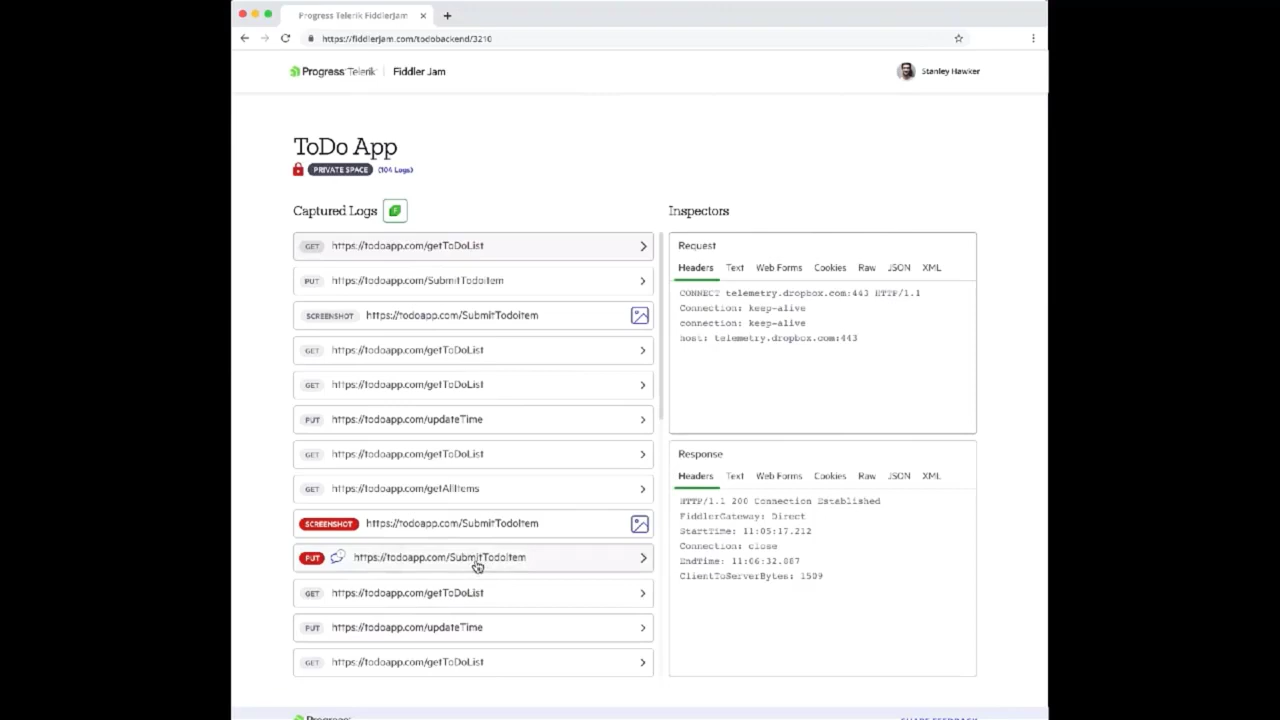 Progress Telerik FiddlerJam
https://fiddlerjam.com/todobackend/3210
Progress Telerik Fiddler Jam
Stanley Hawker
ToDo App
PRIVATE SPACE (104 Logs)
Captured Logs
GET https://todoapp.com/getToDoList
PUT https://todoapp.com/SubmitTodoItem
SCREENSHOT https://todoapp.com/SubmitTodoItem
GET https://todoapp.com/getToDoList
GET https://todoapp.com/getToDoList
PUT https://todoapp.com/updateTime
GET https://todoapp.com/getToDoList
GET https://todoapp.com/getAllItems
SCREENSHOT https://todoapp.com/SubmitTodoItem
PUT https://todoapp.com/SubmitTodoItem
GET https://todoapp.com/getToDoList
PUT https://todoapp.com/updateTime
GET https://todoapp.com/getToDoList
Inspectors
Request
Headers Text Web Forms Cookies Raw JSON XML
CONNECT telemetry.dropbox.com:443 HTTP/1.1
Connection: keep-alive
connection: keep-alive
host: telemetry.dropbox.com:443
Response
Headers Text Web Forms Cookies Raw JSON XML
HTTP/1.1 200 Connection Established
FiddlerGateway: Direct
StartTime: 11:05:17.212
Connection: close
EndTime: 11:06:32.887
ClientToServerBytes: 1509
Progress
SHARE FEEDBACK